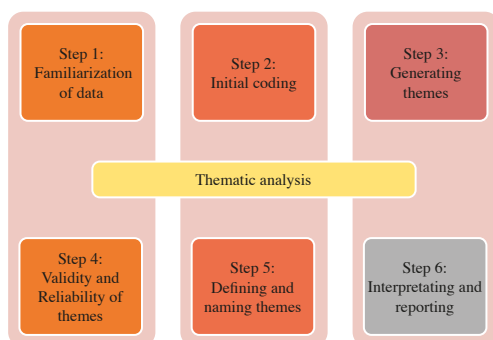 Step 1:
Familiarization
of data
Step 2:
Initial coding
Step 3:
Generating
themes
Thematic analysis
Step 4:
Validity and
Reliability of
themes
Step 5:
Defining and
naming themes
Step 6:
Interpretating and
reporting